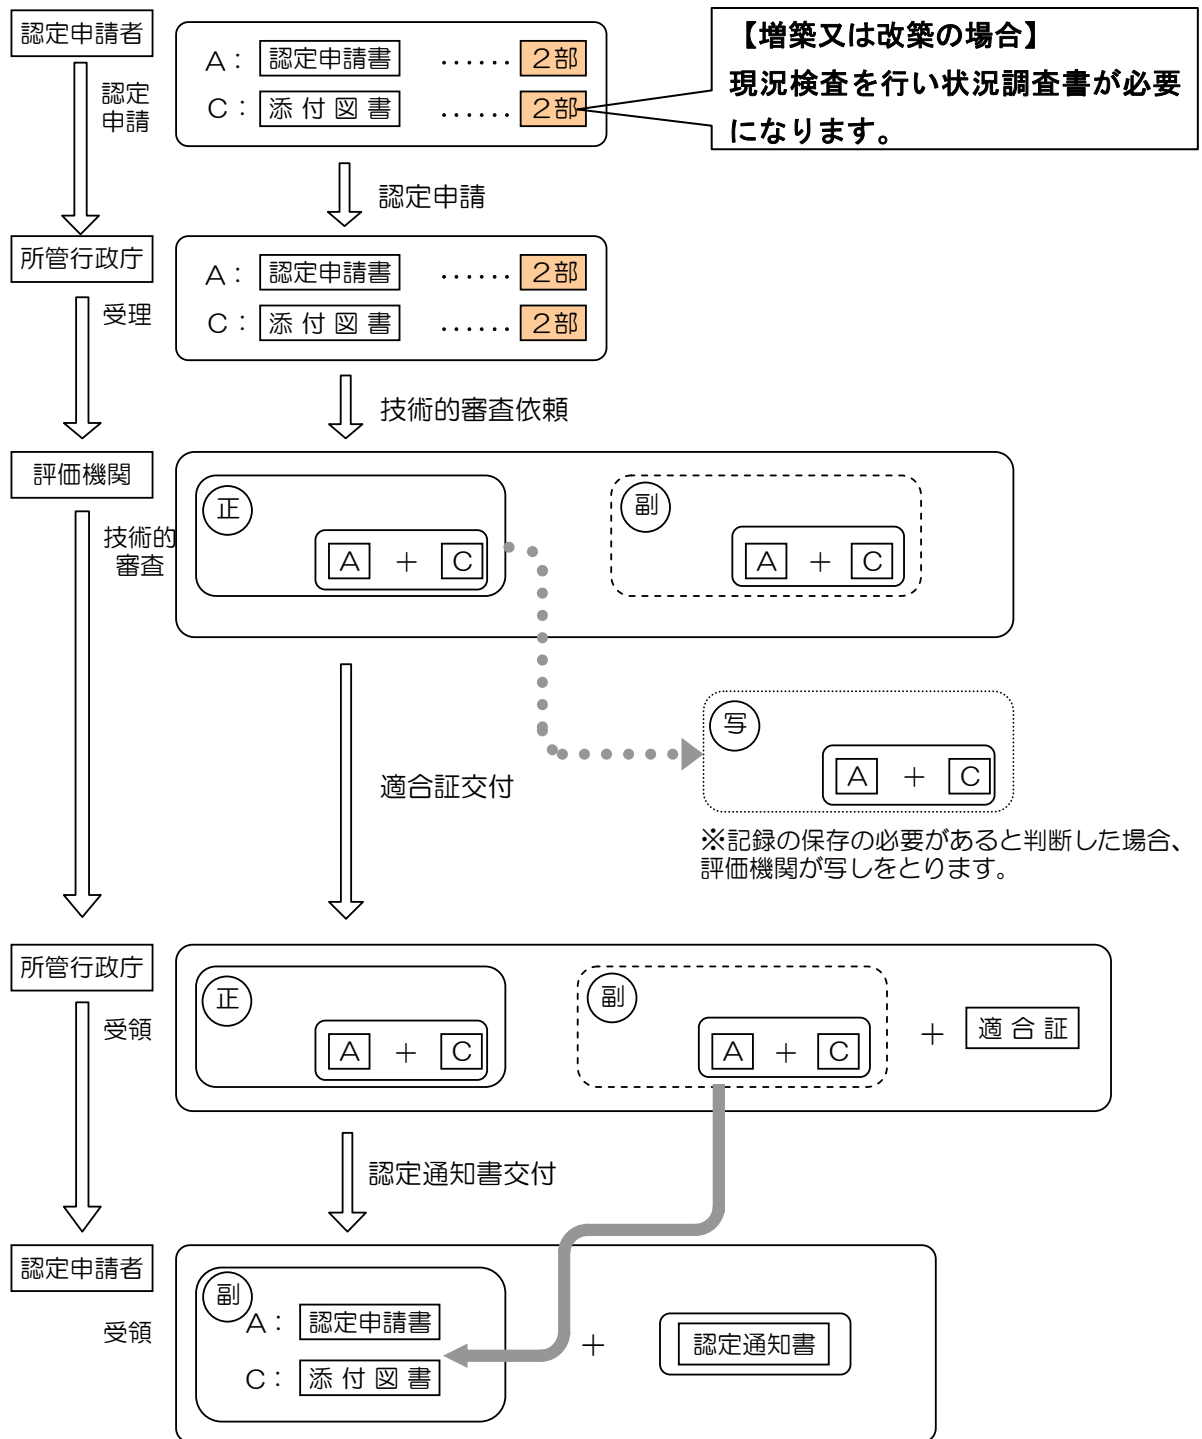 認定申請者
認定
申請
A： 認定申請書 …… ２部
C： 添付図書 …… ２部
【増築又は改築の場合】
現況検査を行い状況調査書が必要
になります。
認定申請
所管行政庁
受理
A： 認定申請書 …… ２部
C： 添付図書 …… ２部
技術的審査依頼
評価機関
技術的
審査
正
A ＋ C
副
A ＋ C
写
A ＋ C
※記録の保存の必要があると判断した場合、
評価機関が写しをとります。
適合証交付
所管行政庁
受領
正
A ＋ C
副
A ＋ C
＋ 適合証
認定通知書交付
認定申請者
受領
副
A： 認定申請書
C： 添付図書
＋ 認定通知書